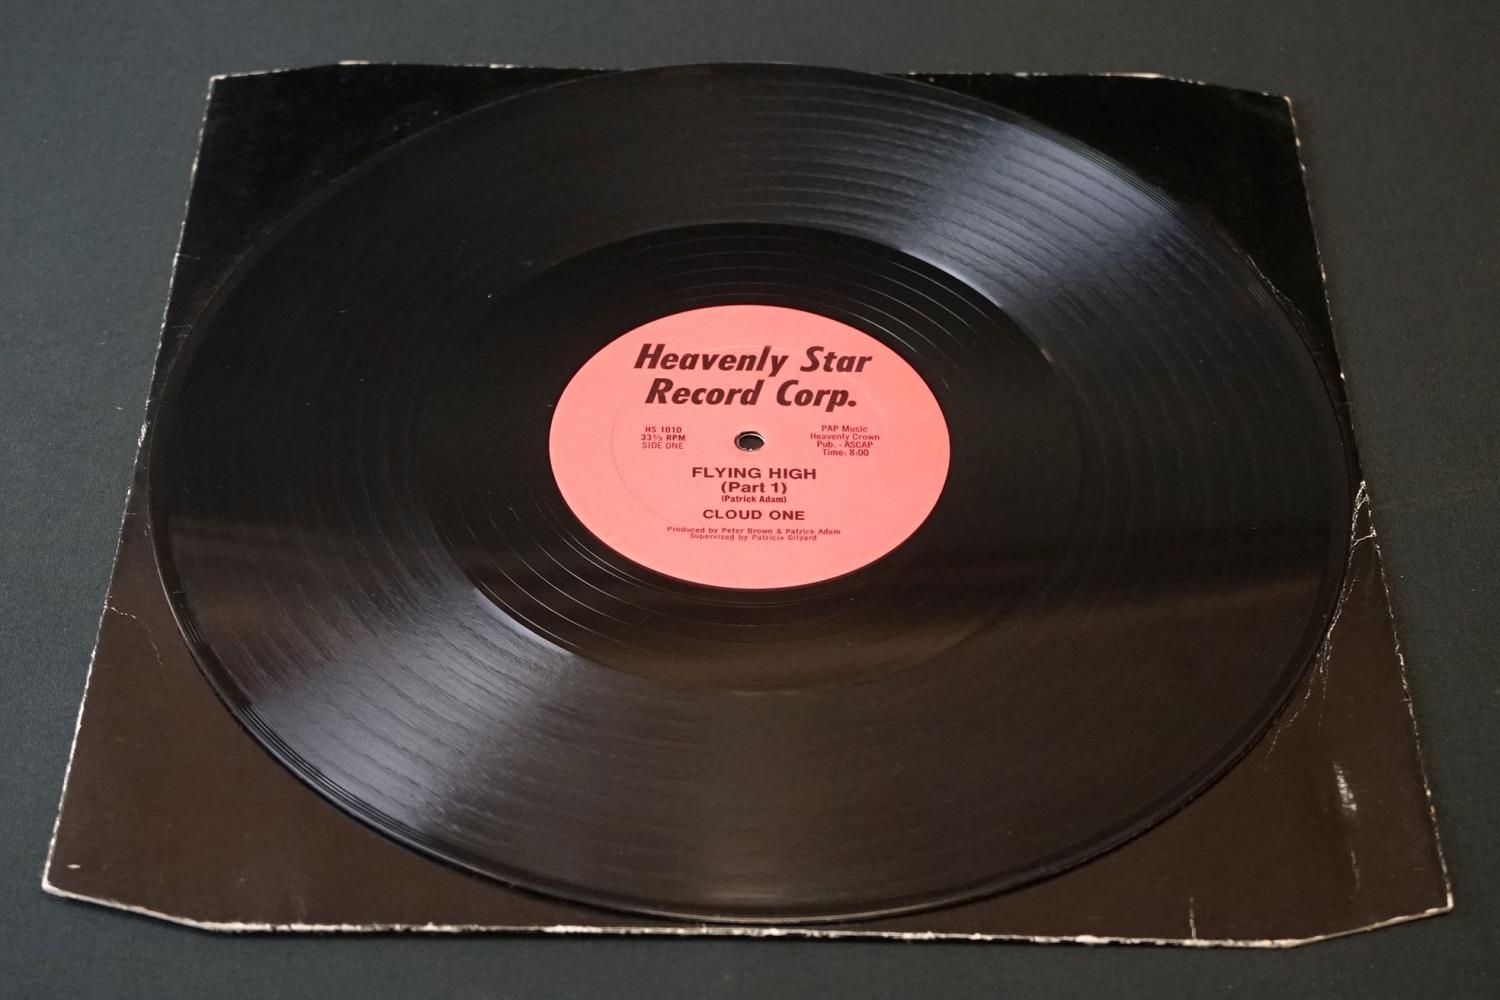 Heavenly Star
Record Corp.
HS 1010
33⅓ RPM
SIDE ONE
PAP Music
Heavenly Crown
Pub. - ASCAP
Time: 8:00
FLYING HIGH
(Part 1)
(Patrick Adam)
CLOUD ONE
Produced by Peter Brown & Patrick Adam
Supervised by Patricia Gilyard